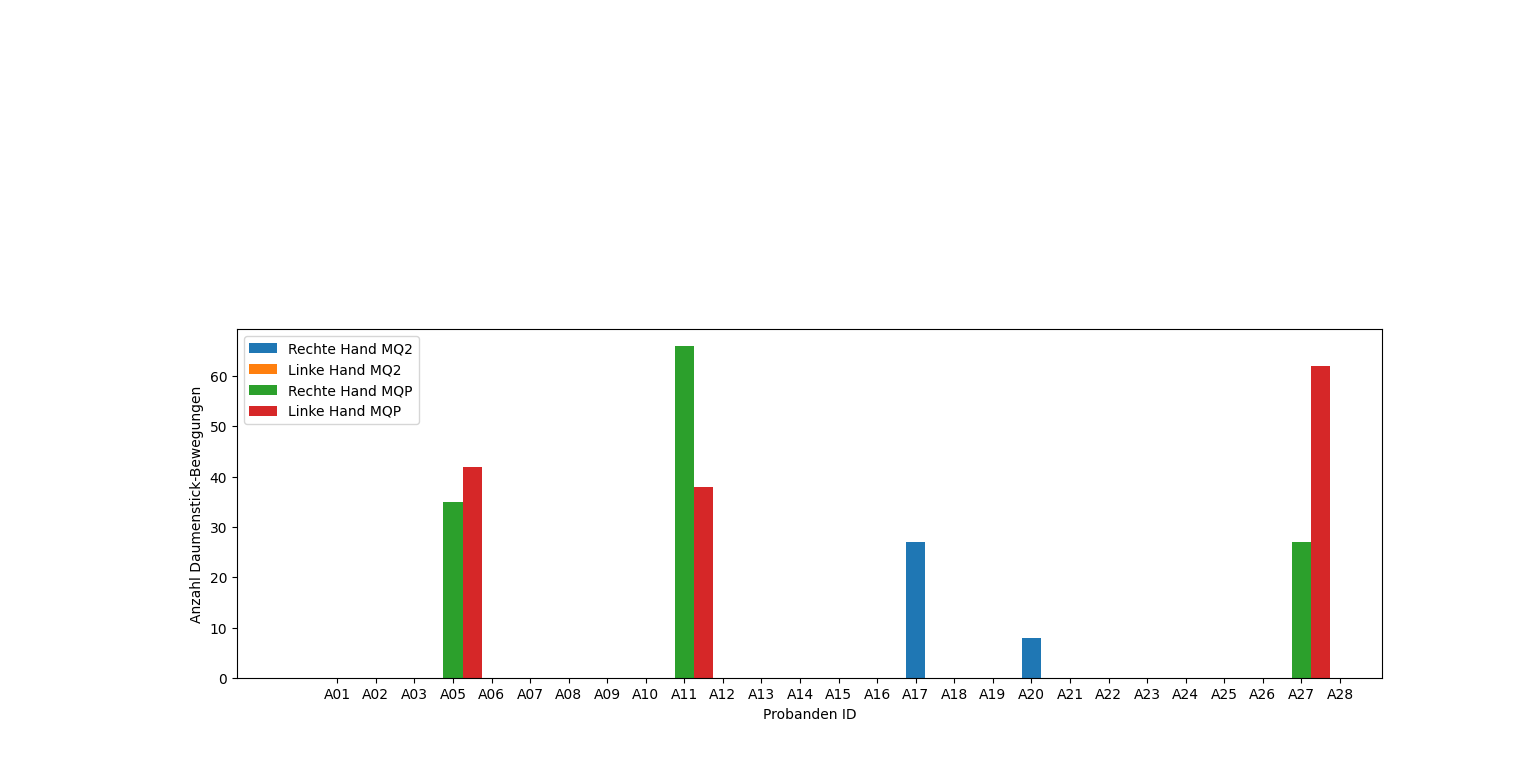 Rechte Hand MQ2
Linke Hand MQ2
Rechte Hand MQP
Linke Hand MQP
Anzahl Daumenstick-Bewegungen
60
50
40
30
20
10
0
A01 A02 A03 A05 A06 A07 A08 A09 A10 A11 A12 A13 A14 A15 A16 A17 A18 A19 A20 A21 A22 A23 A24 A25 A26 A27 A28
Probanden ID